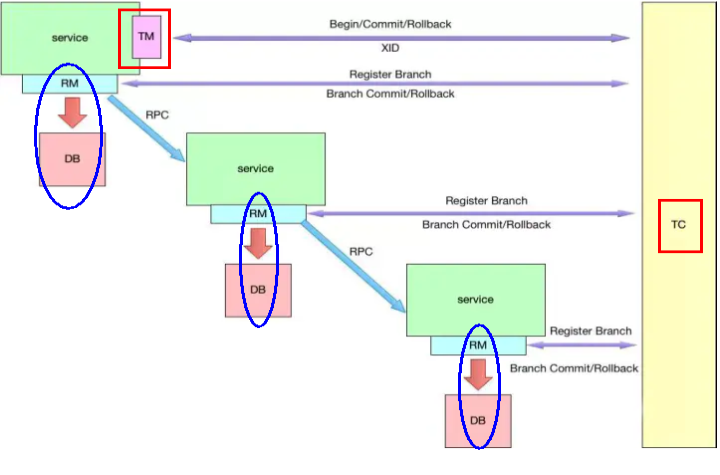 service
TM
Begin/Commit/Rollback
XID
RM
Register Branch
Branch Commit/Rollback
RPC
DB
service
RM
Register Branch
Branch Commit/Rollback
TC
RPC
DB
service
RM
Register Branch
Branch Commit/Rollback
DB